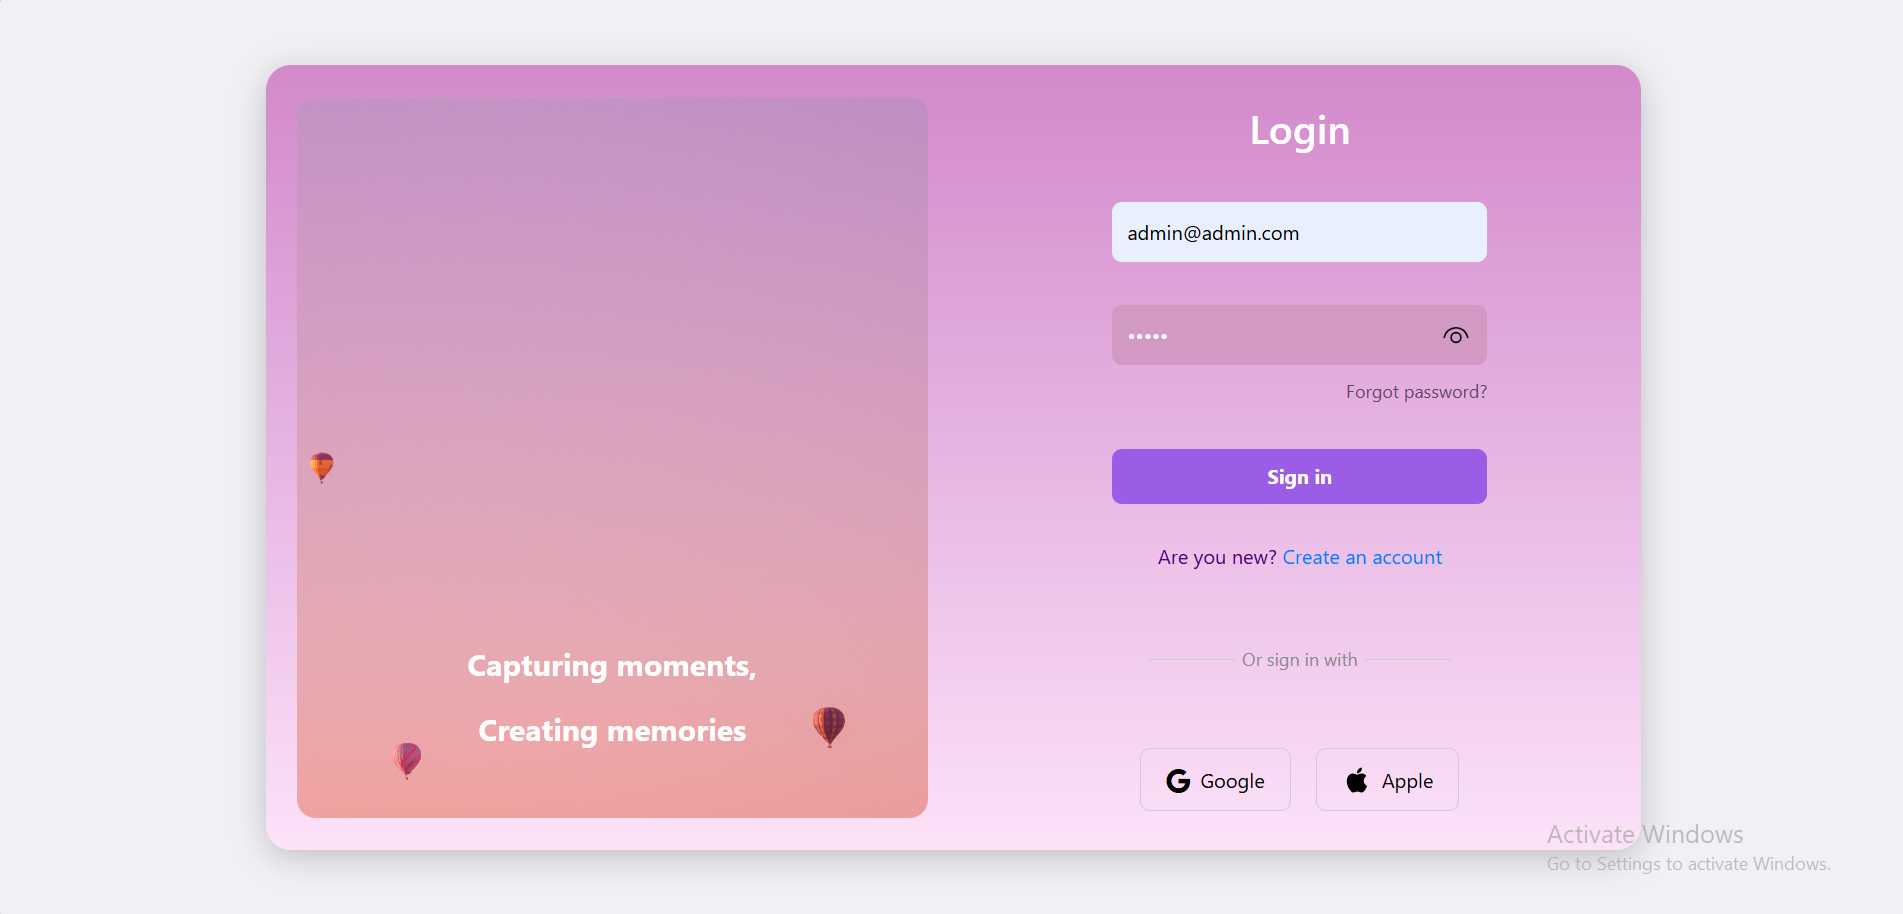 Login
admin@admin.com
•••••
Forgot password?
Sign in
Are you new? Create an account
Or sign in with
Google
Apple
Capturing moments,
Creating memories
Activate Windows
Go to Settings to activate Windows.